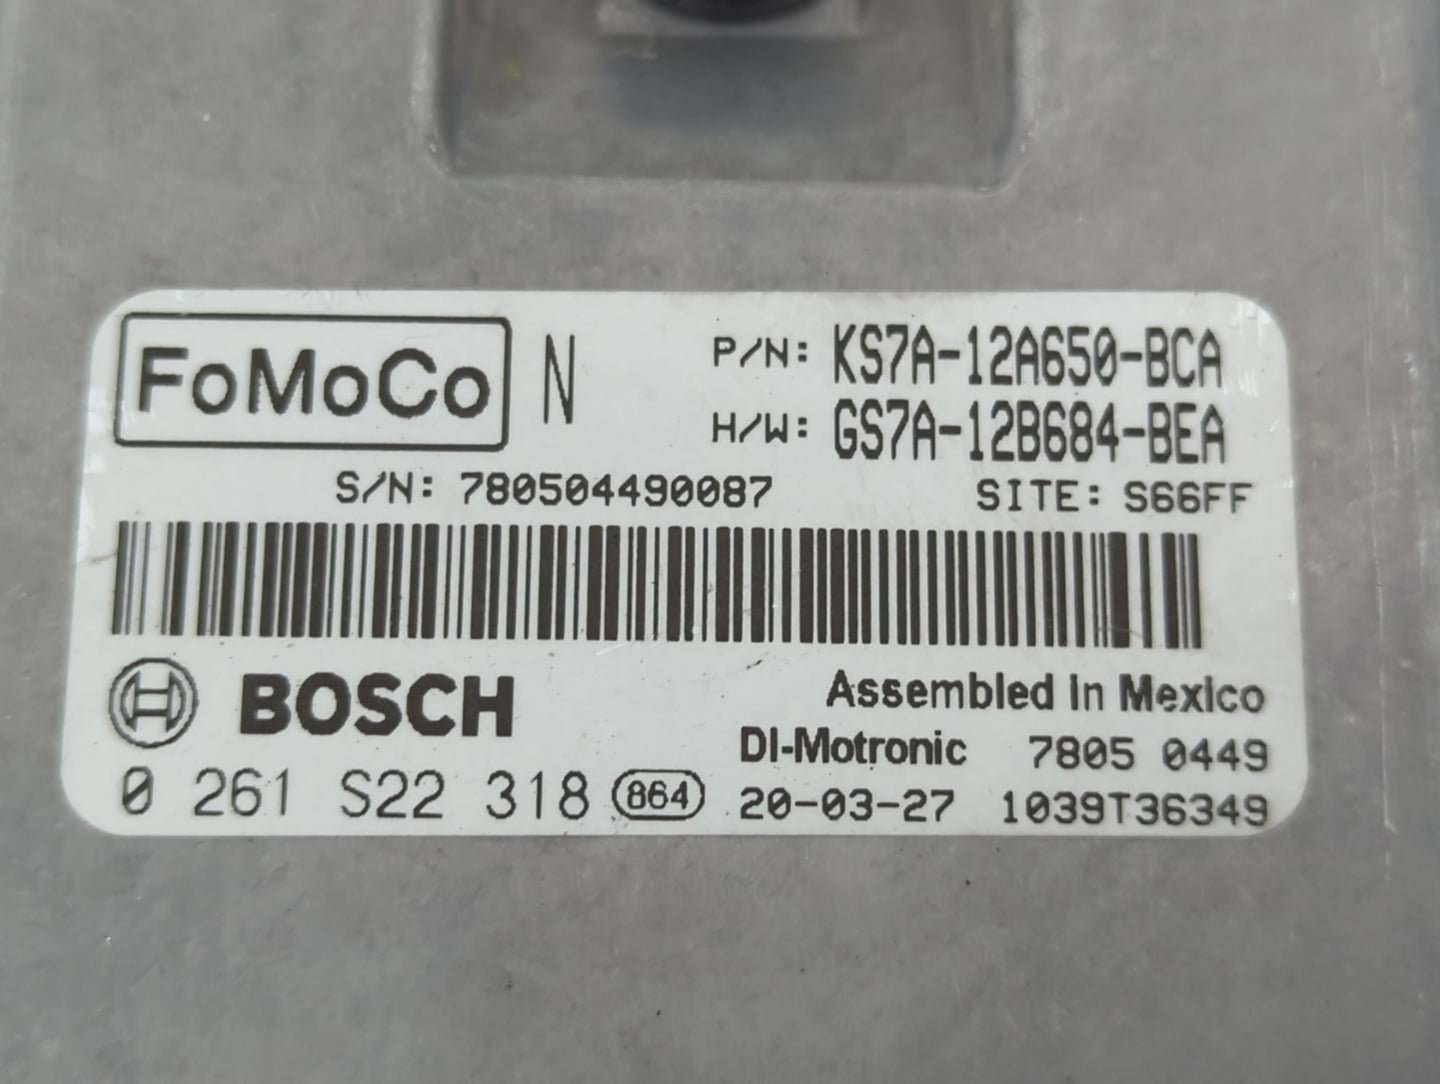 FoMoCo N P/N: KS7A-12A650-BCA
H/W: GS7A-12B684-BEA
S/N: 780504490087 SITE: S66FF
BOSCH Assembled in Mexico
DI-Motronic 7805 0449
0 261 S22 318 864 20-03-27 1039T36349